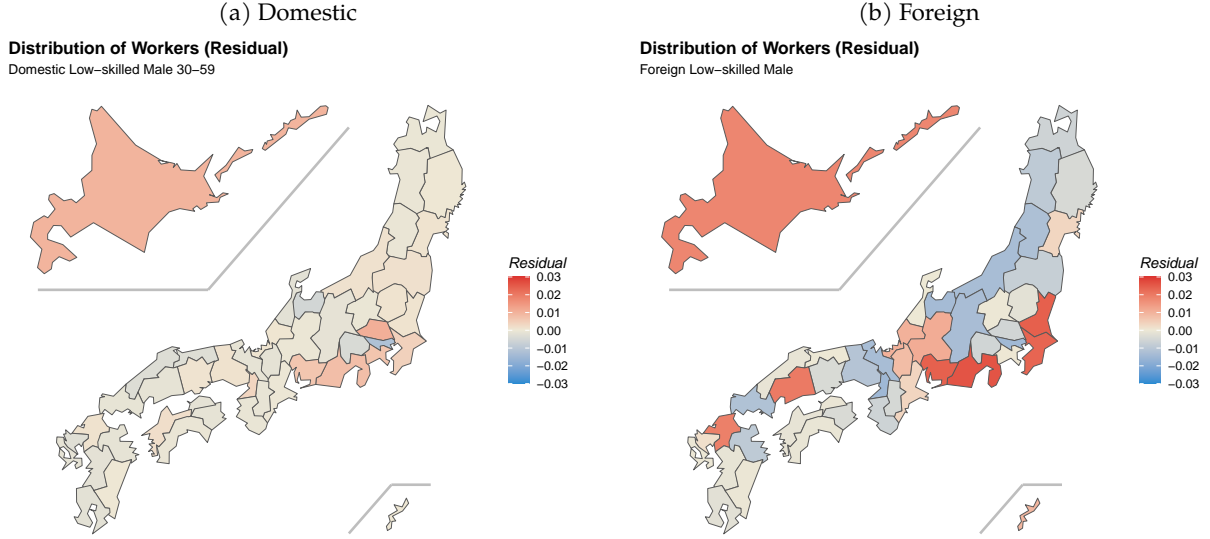 (a) Domestic
Distribution of Workers (Residual)
Domestic Low−skilled Male 30−59
Residual
0.03
0.02
0.01
0.00
−0.01
−0.02
−0.03
(b) Foreign
Distribution of Workers (Residual)
Foreign Low−skilled Male
Residual
0.03
0.02
0.01
0.00
−0.01
−0.02
−0.03